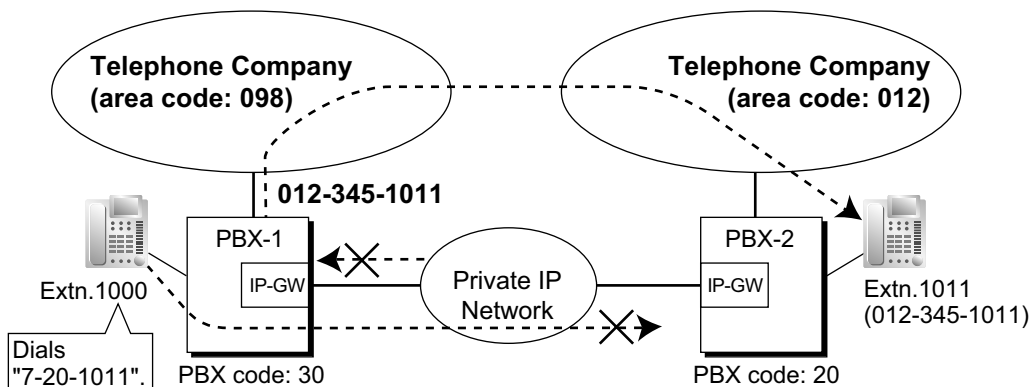 Telephone Company
(area code: 098)
Telephone Company
(area code: 012)
012-345-1011
PBX-1
IP-GW
Private IP
Network
PBX-2
IP-GW
Extn.1000
Extn.1011
(012-345-1011)
Dials
"7-20-1011".
PBX code: 30
PBX code: 20